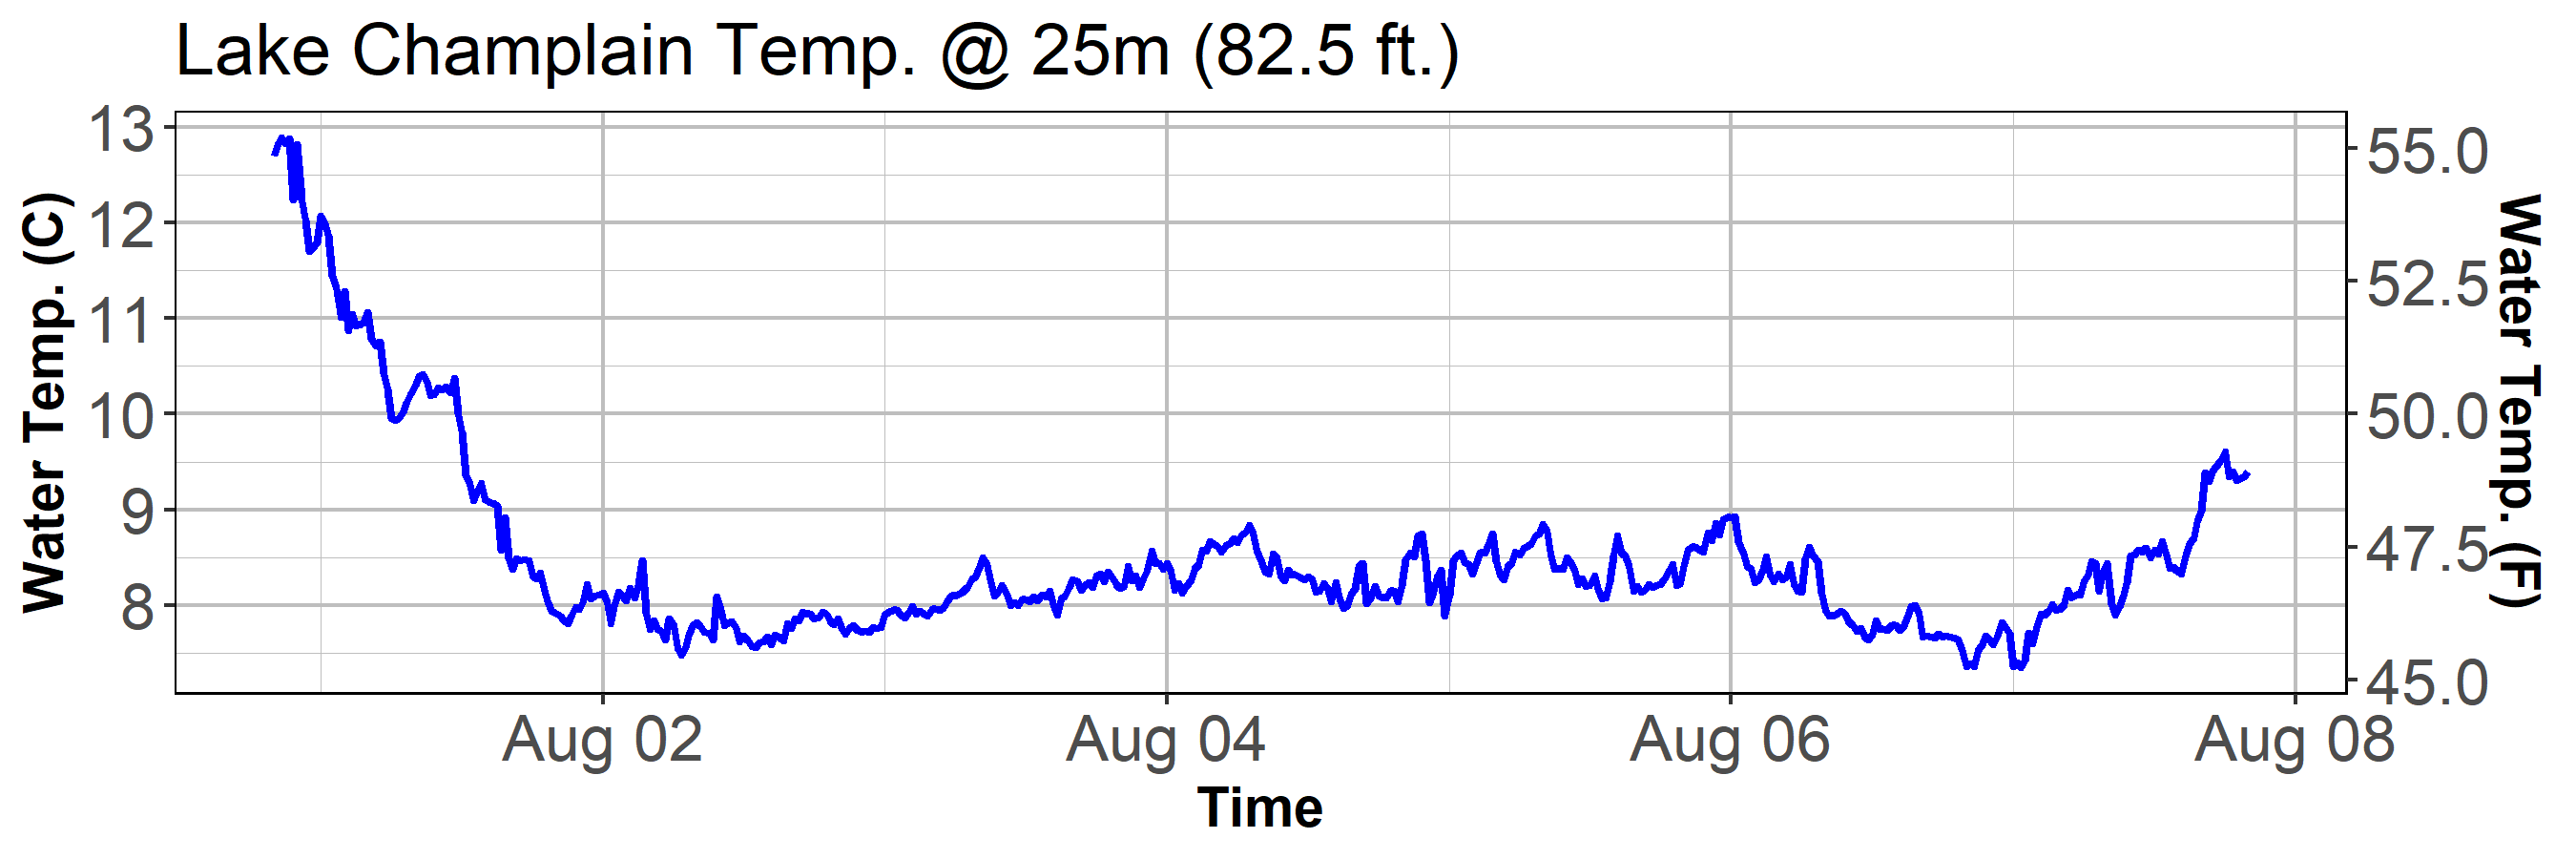 Lake Champlain Temp. @ 25m (82.5 ft.)
Water Temp. (C)
13
12
11
10
9
8
55.0
52.5
50.0
47.5
45.0
Water Temp. (F)
Aug 02 Aug 04 Aug 06 Aug 08
Time